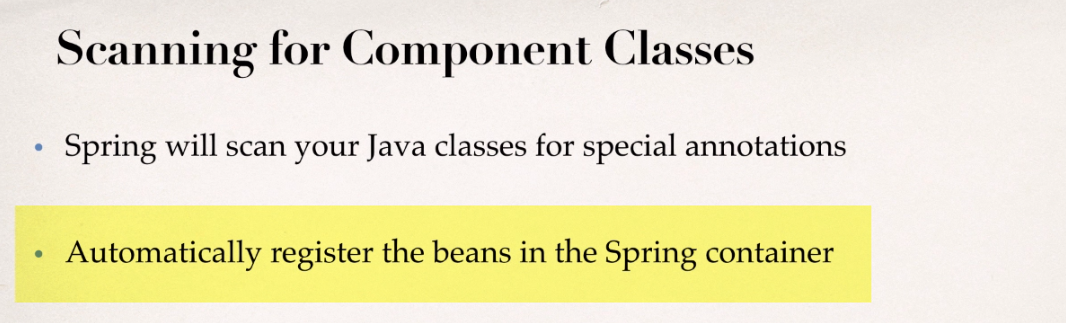 Scanning for Component Classes
• Spring will scan your Java classes for special annotations
• Automatically register the beans in the Spring container